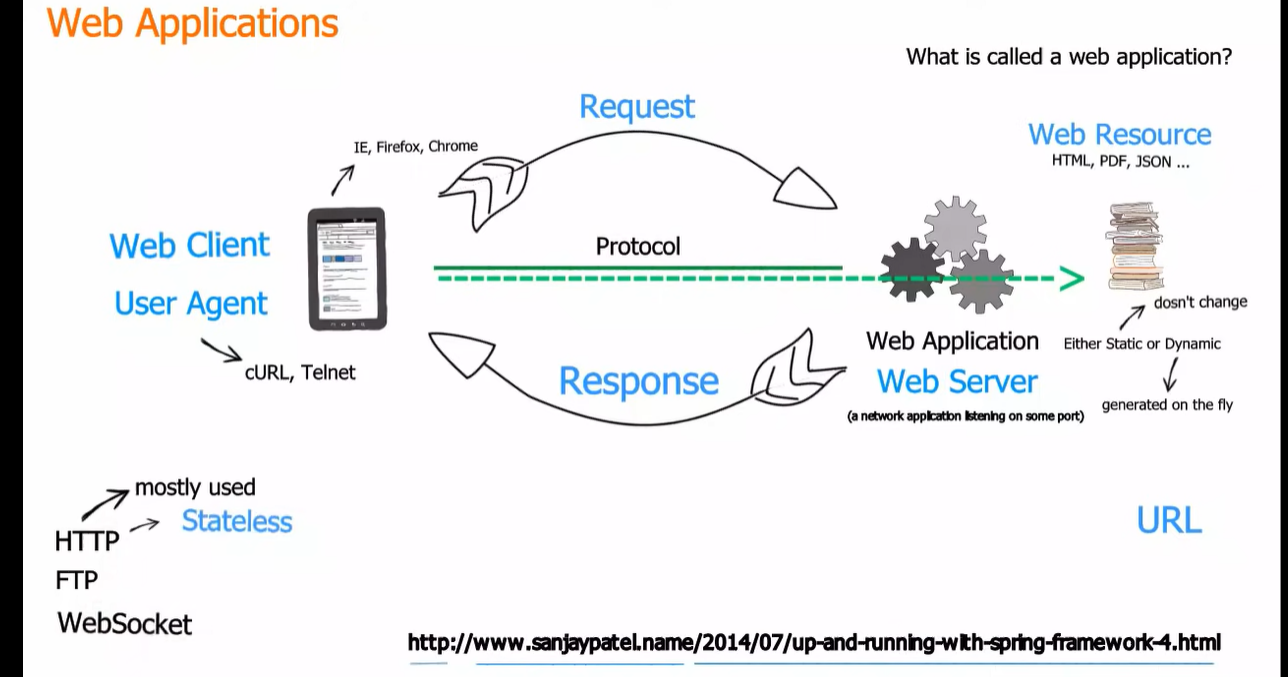 Web Applications
What is called a web application?
Request
IE, Firefox, Chrome
Web Resource
HTML, PDF, JSON ...
Web Client
User Agent
cURL, Telnet
Protocol
Response
Web Application
Web Server
(a network application listening on some port)
dosn't change
Either Static or Dynamic
generated on the fly
mostly used
Stateless
HTTP
FTP
WebSocket
URL
http://www.sanjaypatel.name/2014/07/up-and-running-with-spring-framework-4.html